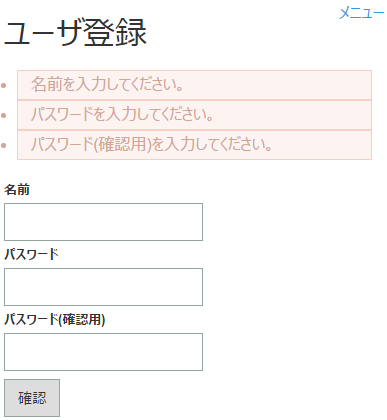 メニュー
ユーザ登録
名前を入力してください。
パスワードを入力してください。
パスワード(確認用)を入力してください。
名前
パスワード
パスワード(確認用)
確認